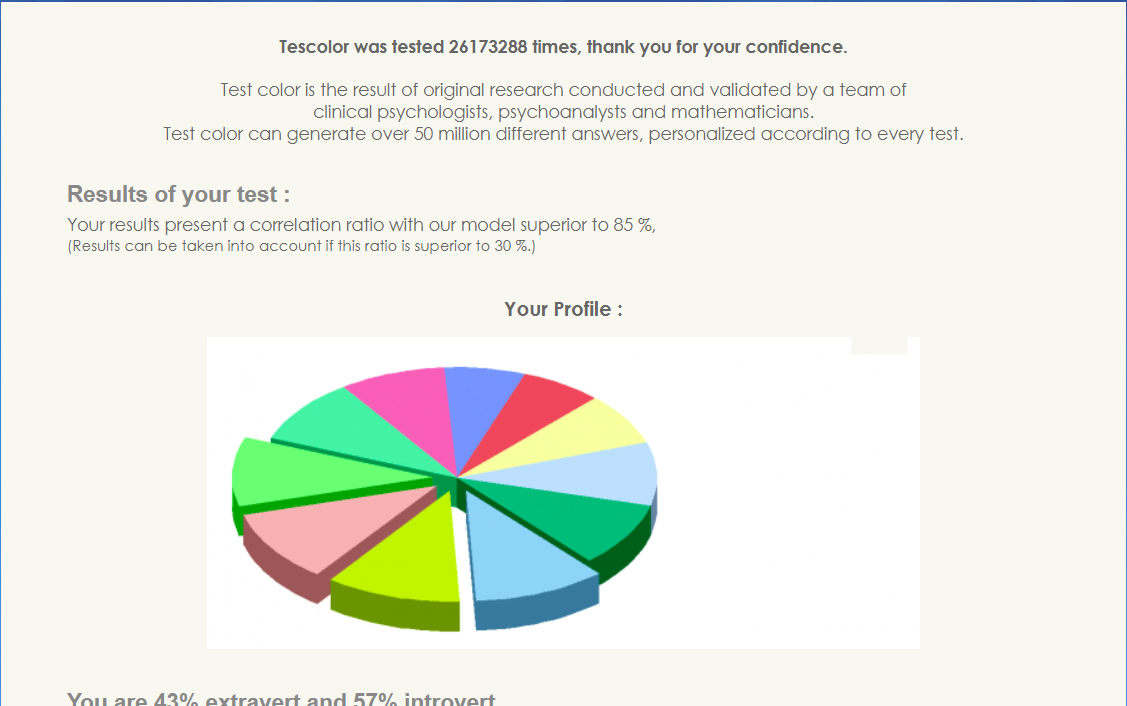 Tescolor was tested 26173288 times, thank you for your confidence.
Test color is the result of original research conducted and validated by a team of
clinical psychologists, psychoanalysts and mathematicians.
Test color can generate over 50 million different answers, personalized according to every test.
Results of your test :
Your results present a correlation ratio with our model superior to 85 %,
(Results can be taken into account if this ratio is superior to 30 %.)
Your Profile :
You are 43% extravert and 57% introvert